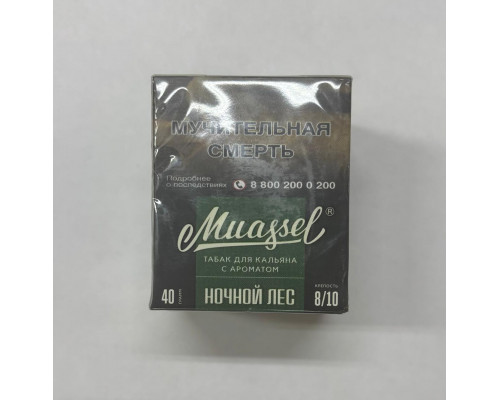 МУЧИТЕЛЬНАЯ
СМЕРТЬ
Подробнее
о последствиях 8 800 200 0 200
Muassel®
ТАБАК ДЛЯ КАЛЬЯНА
С АРОМАТОМ
НОЧНОЙ ЛЕС
40
КРЕПОСТЬ
8/10